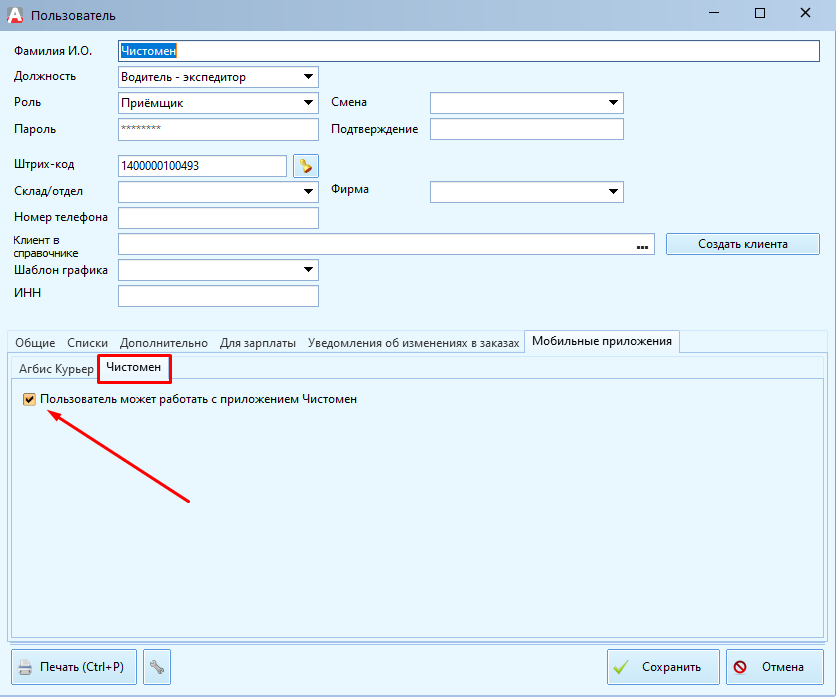 Пользователь
Фамилия И.О. Чистомен
Должность Водитель - экспедитор
Роль Приёмщик Смена
Пароль ******** Подтверждение
Штрих-код 1400000100493
Склад/отдел Фирма
Номер телефона
Клиент в
справочнике ... Создать клиента
Шаблон графика
ИНН
Общие Списки Дополнительно Для зарплаты Уведомления об изменениях в заказах Мобильные приложения
Агбис Курьер Чистомен
Пользователь может работать с приложением Чистомен
Печать (Ctrl+P) Сохранить Отмена